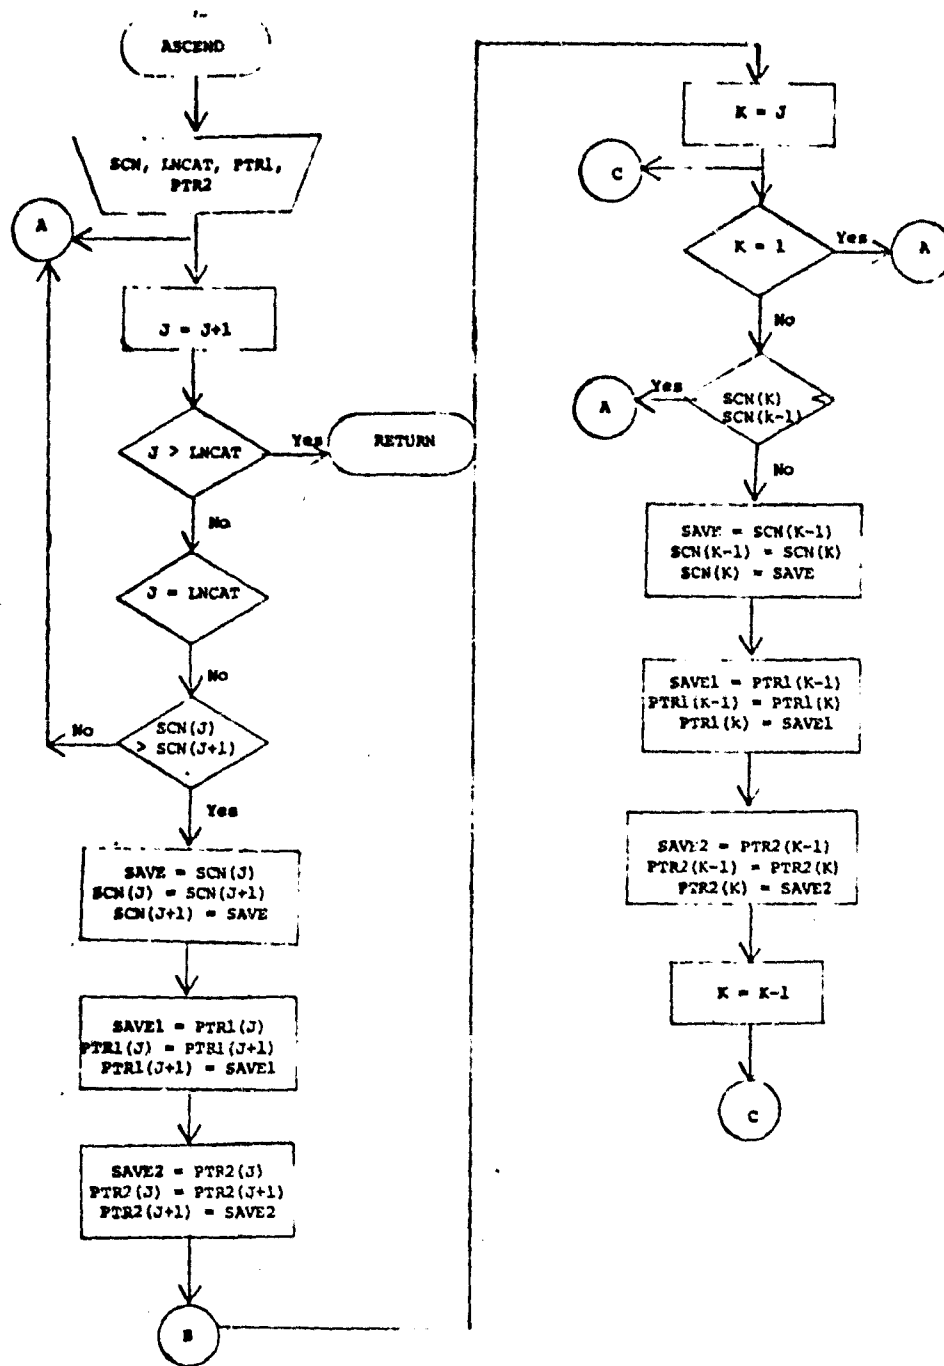 ASCEND
SCN, LNCAT, PTR1,
PTR2
A
J = J+1
J > LNCAT
Yes
RETURN
No
J = LNCAT
No
SCN(J)
> SCN(J+1)
No
Yes
SAVE = SCN(J)
SCN(J) = SCN(J+1)
SCN(J+1) = SAVE
SAVE1 = PTR1(J)
PTR1(J) = PTR1(J+1)
PTR1(J+1) = SAVE1
SAVE2 = PTR2(J)
PTR2(J) = PTR2(J+1)
PTR2(J+1) = SAVE2
B
K = J
C
K = 1
Yes
A
No
A
Yes
SCN(K)
SCN(k-1)
No
SAVE = SCN(K-1)
SCN(K-1) = SCN(K)
SCN(K) = SAVE
SAVE1 = PTR1(K-1)
PTR1(K-1) = PTR1(K)
PTR1(k) = SAVE1
SAVE2 = PTR2(K-1)
PTR2(K-1) = PTR2(K)
PTR2(K) = SAVE2
K = K-1
C